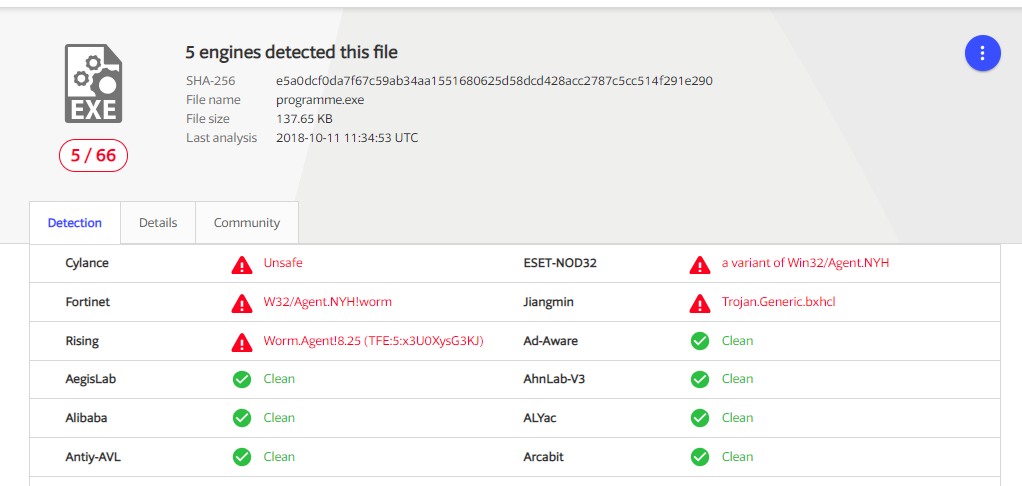 5 engines detected this file
SHA-256 e5a0dcf0da7f67c59ab34aa1551680625d58dcd428acc2787c5cc514f291e290
File name programme.exe
File size 137.65 KB
Last analysis 2018-10-11 11:34:53 UTC
EXE
5 / 66
Detection Details Community
Cylance Unsafe ESET-NOD32 a variant of Win32/Agent.NYH
Fortinet W32/Agent.NYH!worm Jiangmin Trojan.Generic.bxhcl
Rising Worm.Agent!8.25 (TFE:5:x3U0XysG3KJ) Ad-Aware Clean
AegisLab Clean AhnLab-V3 Clean
Alibaba Clean ALYac Clean
Antiy-AVL Clean Arcabit Clean